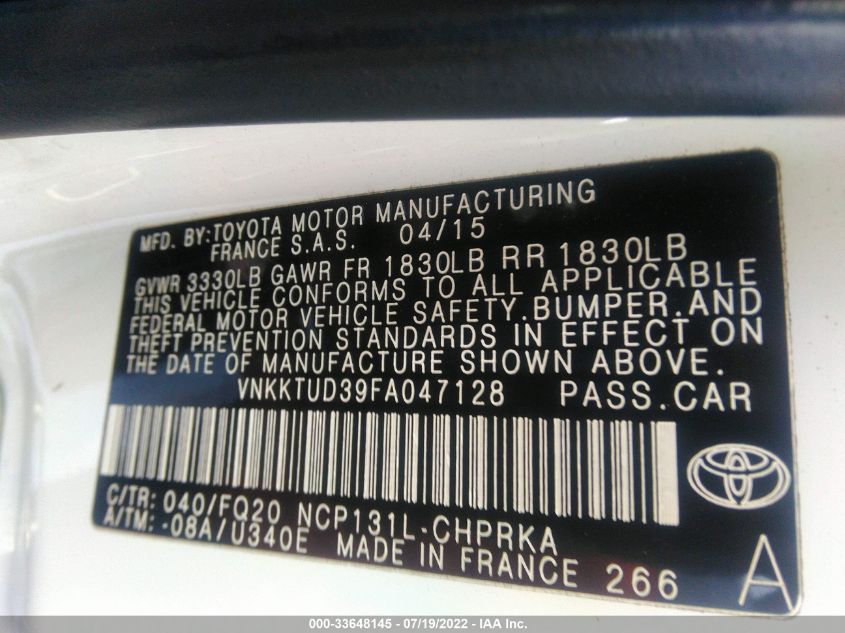 MFD. BY:TOYOTA MOTOR MANUFACTURING
FRANCE S.A.S. 04/15
GVWR 3330LB GAWR FR 1830LB RR 1830LB
THIS VEHICLE CONFORMS TO ALL APPLICABLE
FEDERAL MOTOR VEHICLE SAFETY.BUMPER.AND
THEFT PREVENTION STANDARDS IN EFFECT ON
THE DATE OF MANUFACTURE SHOWN ABOVE.
VNKKTUD39FA047128 PASS.CAR
C/TR: 040/FQ20 NCP131L-CHPRKA
A/TM: -08A/U340E MADE IN FRANCE 266
A
000-33648145 - 07/19/2022 - IAA Inc.